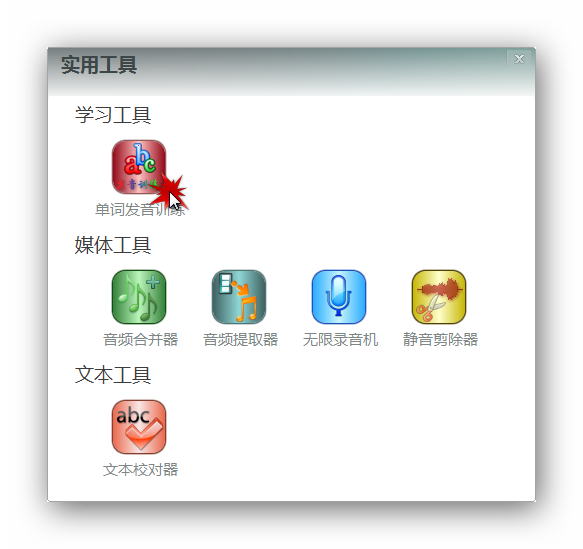 实用工具
学习工具
abc
音训
单词发音训练
媒体工具
音频合并器 音频提取器 无限录音机 静音剪除器
文本工具
abc
文本校对器